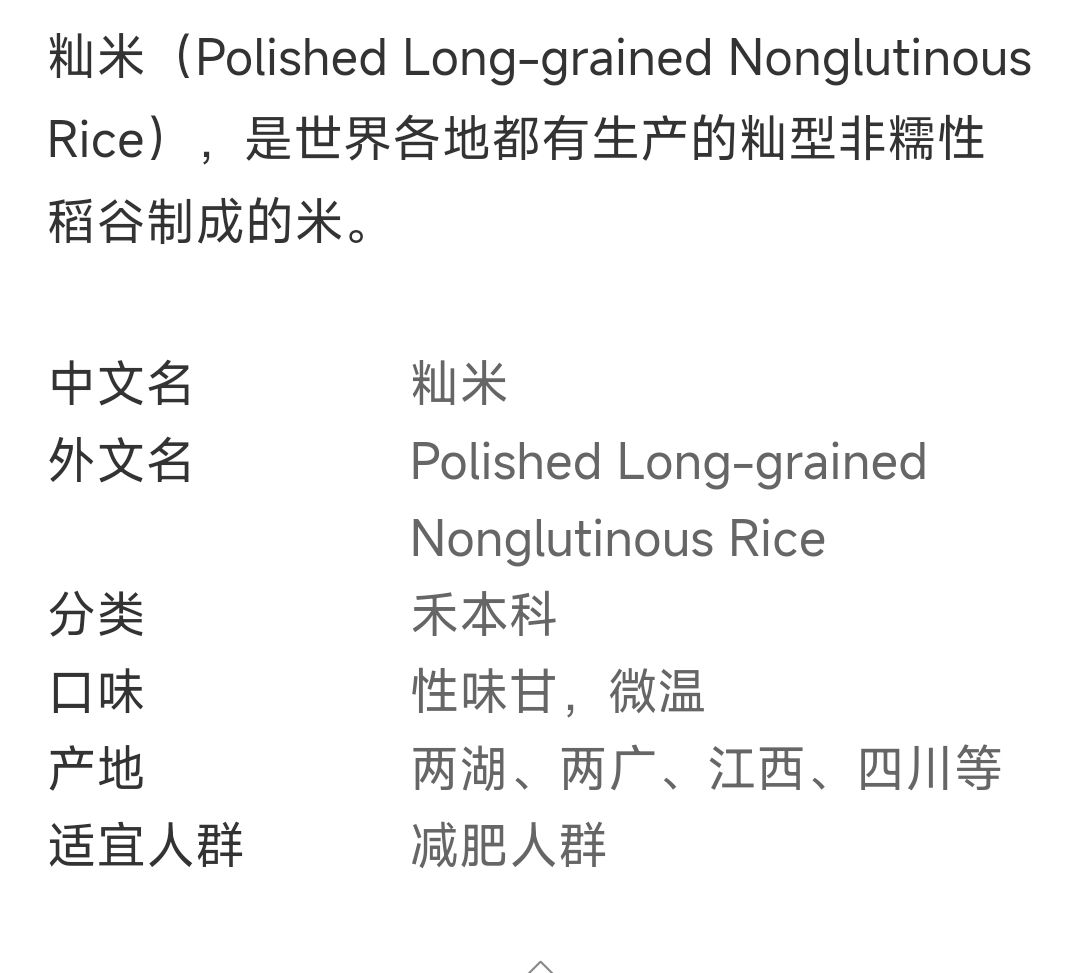 籼米（Polished Long-grained Nonglutinous
Rice），是世界各地都有生产的籼型非糯性
稻谷制成的米。
中文名 籼米
外文名 Polished Long-grained
Nonglutinous Rice
分类 禾本科
口味 性味甘，微温
产地 两湖、两广、江西、四川等
适宜人群 减肥人群